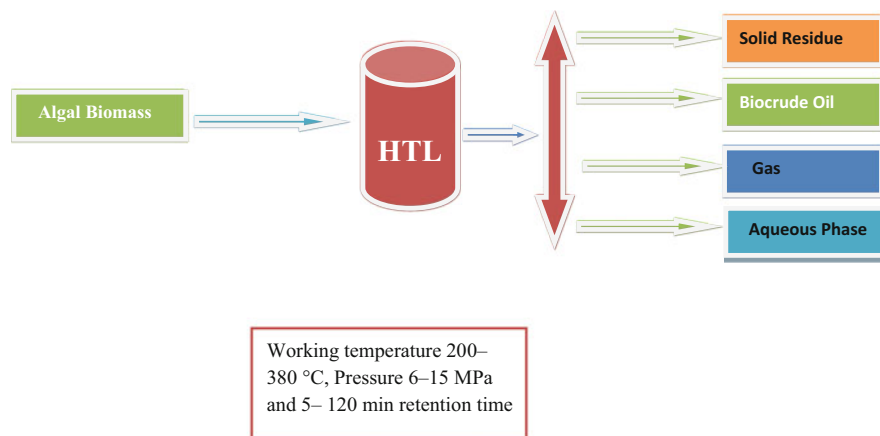 Algal Biomass
HTL
Solid Residue
Biocrude Oil
Gas
Aqueous Phase
Working temperature 200–
380 °C, Pressure 6–15 MPa
and 5– 120 min retention time